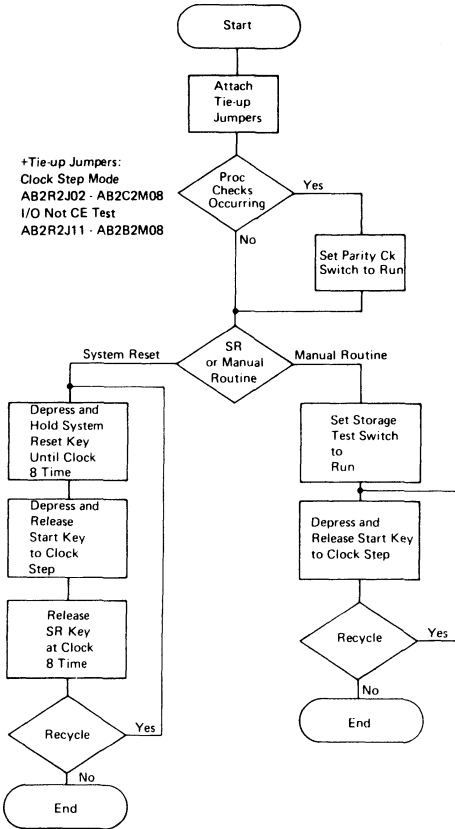 Start
Attach
Tie-up
Jumpers
+Tie-up Jumpers:
Clock Step Mode
AB2R2J02 - AB2C2M08
I/O Not CE Test
AB2R2J11 - AB2B2M08
Proc
Checks
Occurring
Yes
No
Set Parity Ck
Switch to Run
System Reset
SR
or Manual
Routine
Manual Routine
Depress and
Hold System
Reset Key
Until Clock
8 Time
Depress and
Release
Start Key
to Clock
Step
Release
SR Key
at Clock
8 Time
Recycle
Yes
No
End
Set Storage
Test Switch
to
Run
Depress and
Release Start Key
to Clock Step
Recycle
Yes
No
End